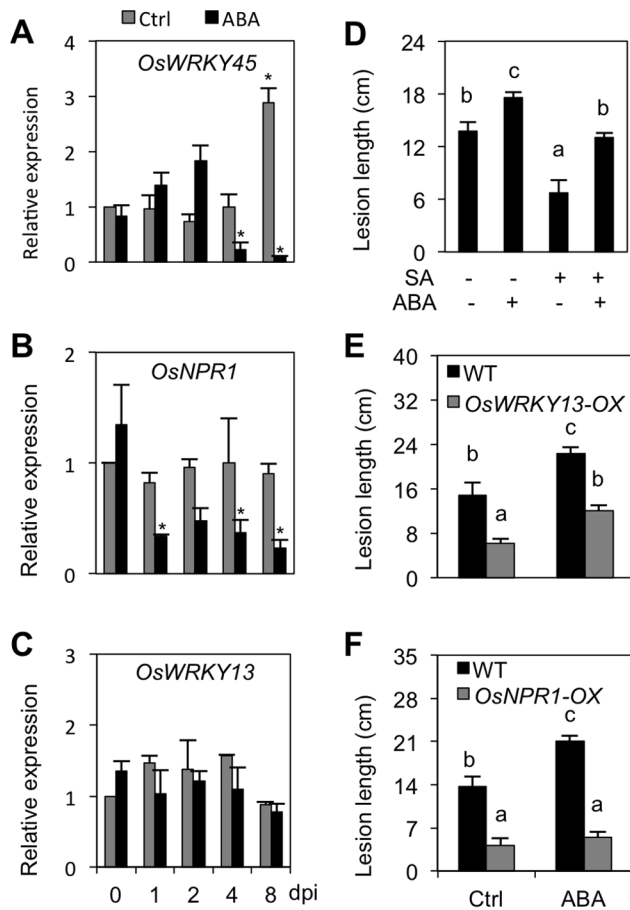 Ctrl ABA
A
OsWRKY45
Relative expression
4
3
2
1
0
*
*
*
B
OsNPR1
Relative expression
2
1
0
*
*
*
C
OsWRKY13
Relative expression
3
2
1
0
0 1 2 4 8 dpi
D
Lesion length (cm)
24
18
12
6
0
b c a b
SA - - + +
ABA - + - +
E
WT
OsWRKY13-OX
Lesion length (cm)
40
32
24
16
8
0
b a c b
F
WT
OsNPR1-OX
Lesion length (cm)
35
28
21
14
7
0
b a c a
Ctrl ABA